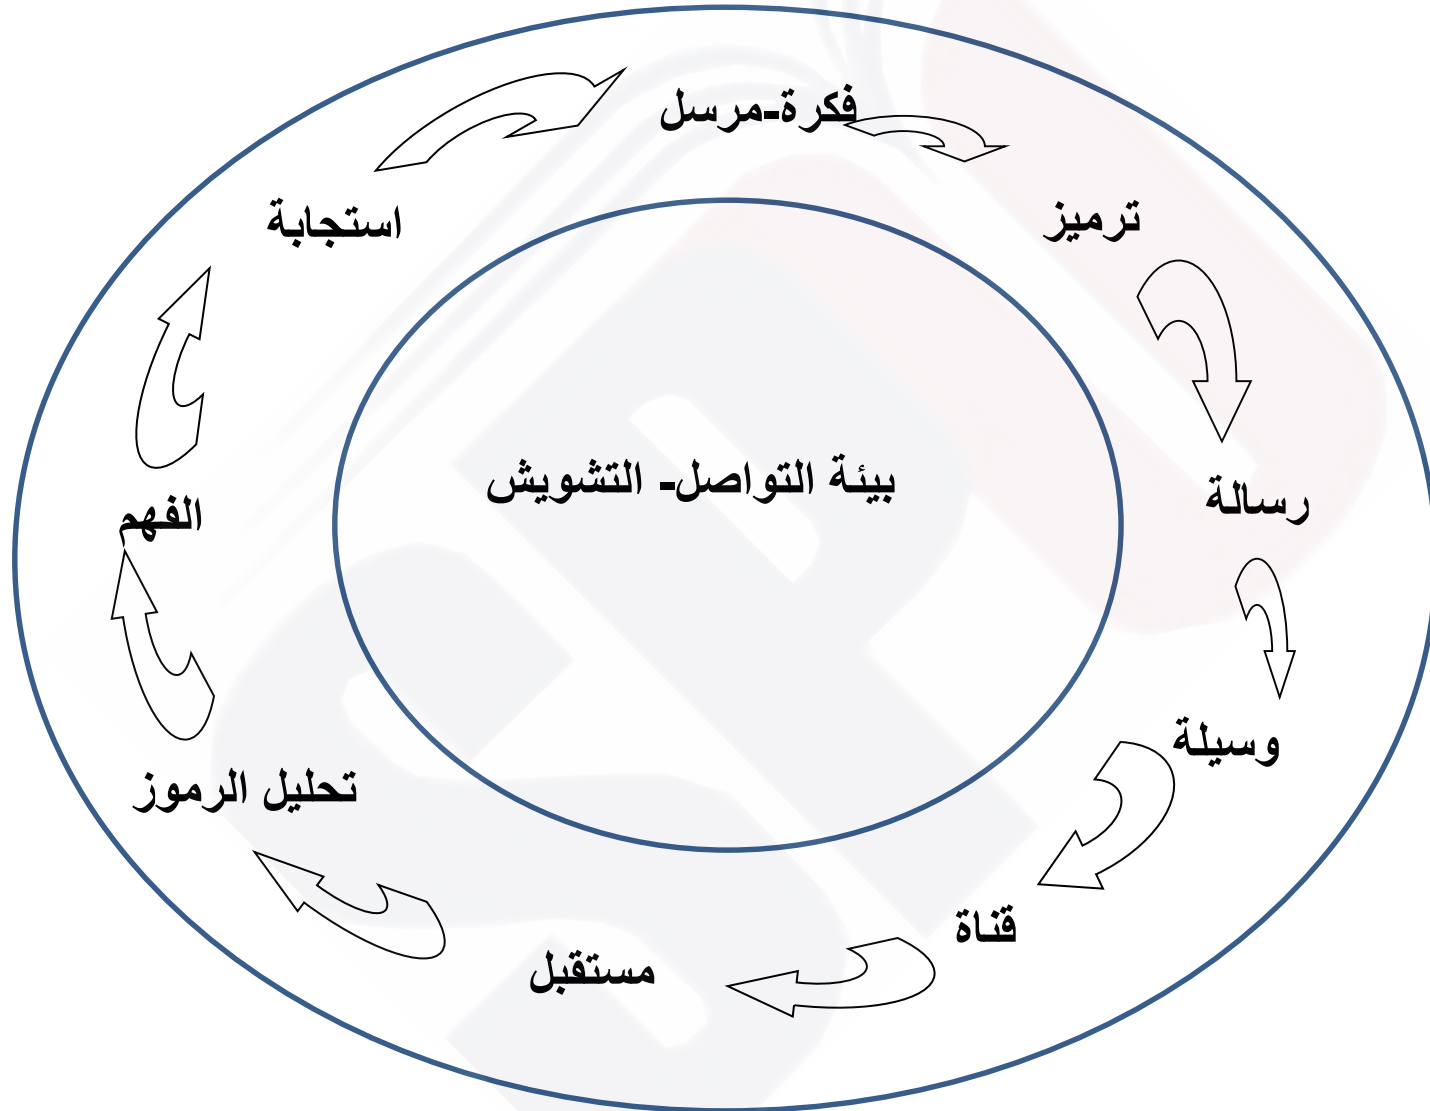 فكرة-مرسل
ترميز
رسالة
وسيلة
قناة
مستقبل
تحليل الرموز
الفهم
استجابة
بيئة التواصل- التشويش